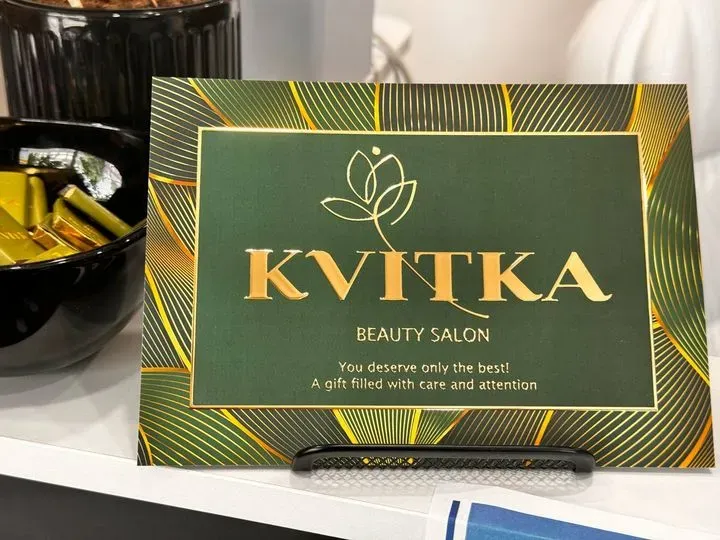 KVITKA
BEAUTY SALON
You deserve only the best!
A gift filled with care and attention